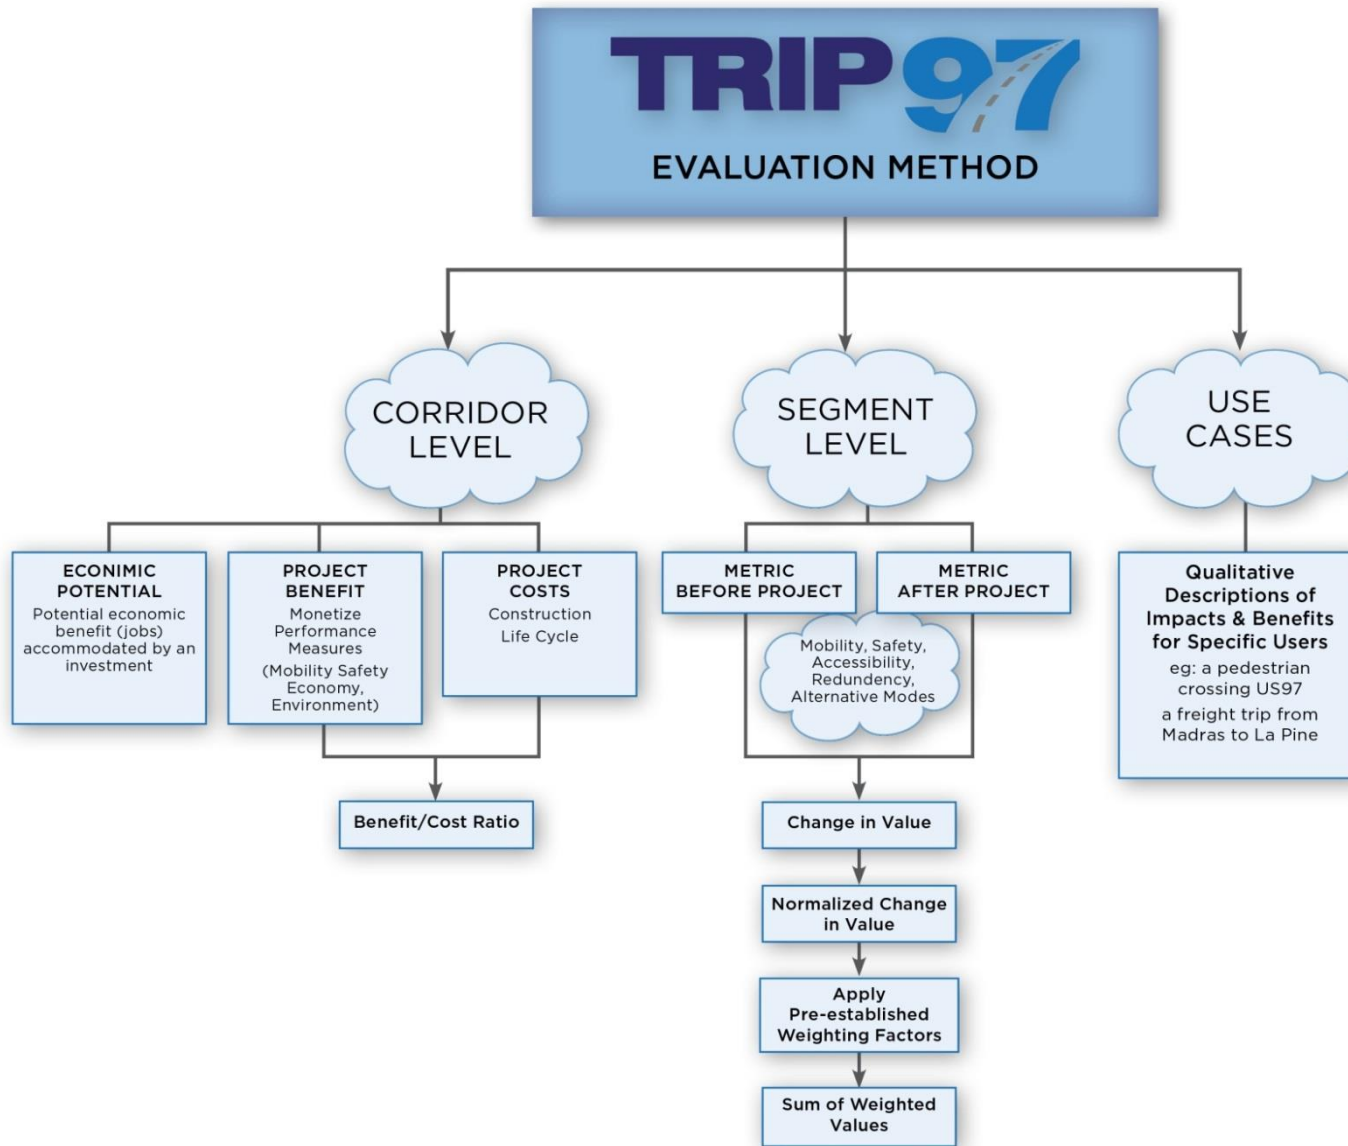 TRIP97
EVALUATION METHOD
CORRIDOR
LEVEL
SEGMENT
LEVEL
USE
CASES
ECONIMIC
POTENTIAL
Potential economic
benefit (jobs)
accommodated by an
investment
PROJECT
BENEFIT
Monetize
Performance
Measures
(Mobility Safety
Economy,
Environment)
PROJECT
COSTS
Construction
Life Cycle
METRIC
BEFORE PROJECT
METRIC
AFTER PROJECT
Mobility, Safety,
Accessibility,
Redundency,
Alternative Modes
Qualitative
Descriptions of
Impacts & Benefits
for Specific Users
eg: a pedestrian
crossing US97
a freight trip from
Madras to La Pine
Benefit/Cost Ratio
Change in Value
Normalized Change
in Value
Apply
Pre-established
Weighting Factors
Sum of Weighted
Values